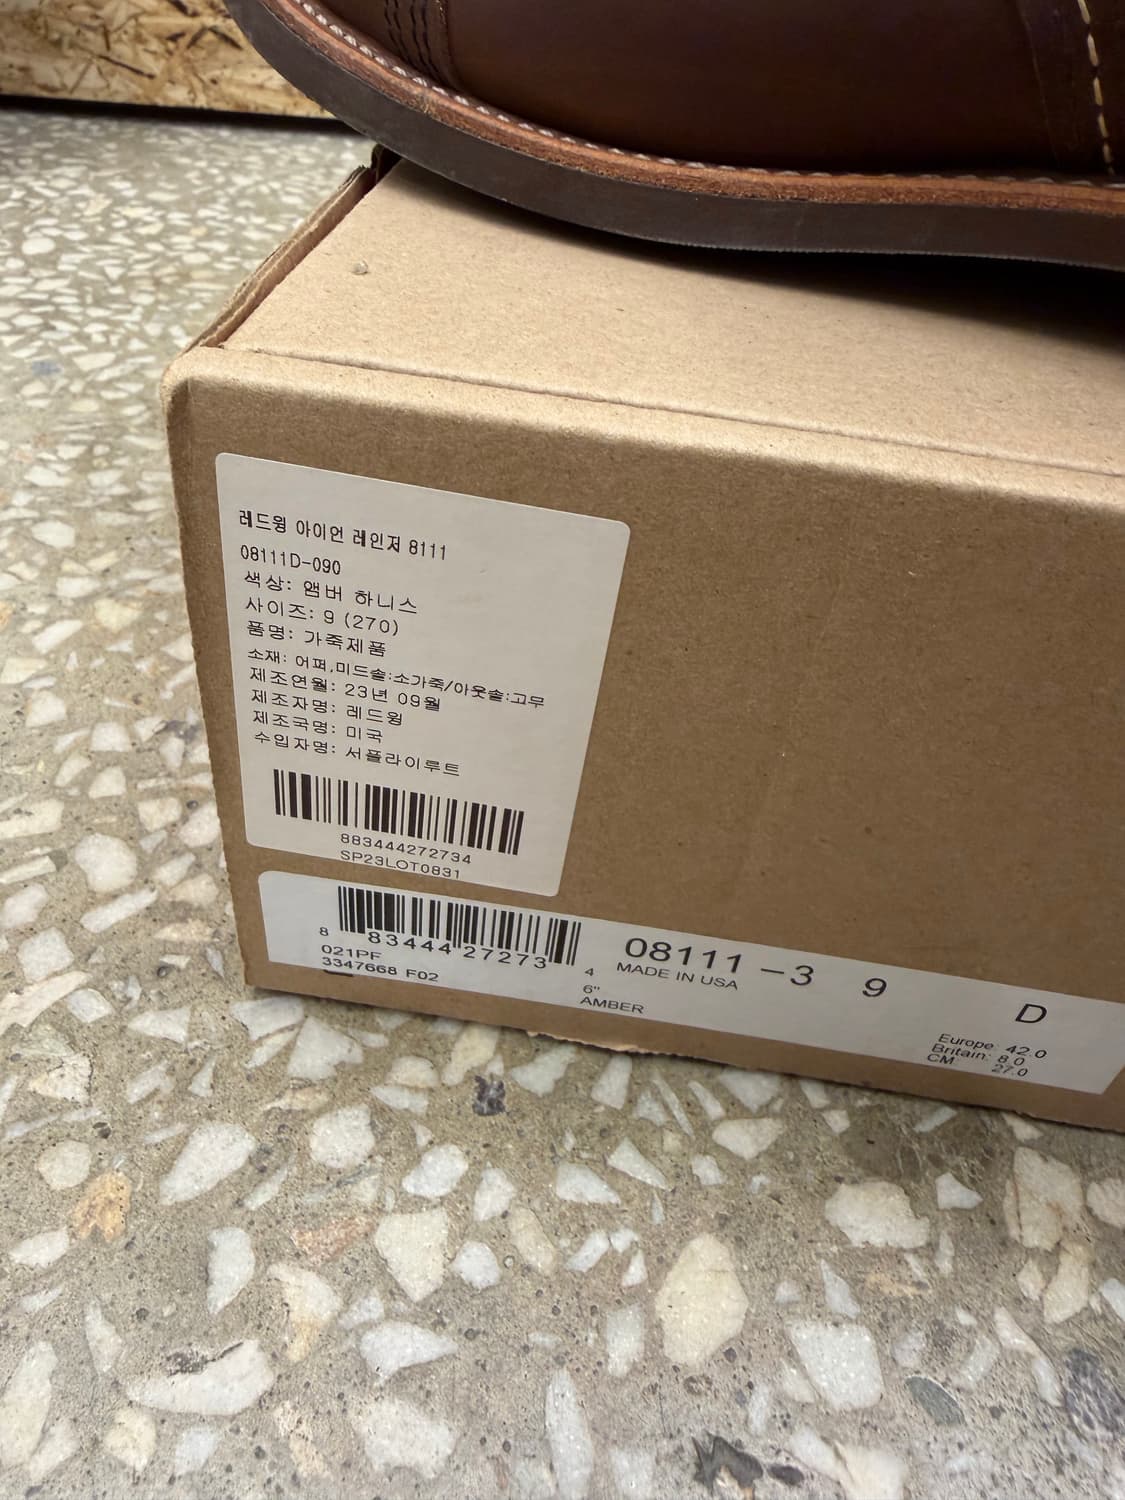 레드윙 아이언 레인저 8111
08111D-090
색상: 앰버 하니스
사이즈: 9 (270)
품명: 가죽제품
소재: 어퍼,미드솔:소가죽/아웃솔:고무
제조연월: 23년 09월
제조자명: 레드윙
제조국명: 미국
수입자명: 서플라이루트
883444272734
SP23LOT0831
8 83444 27273 4
021PF
3347668 F02
08111 -3 9 D
MADE IN USA
6"
AMBER
Europe: 42.0
Britain: 8.0
CM: 27.0